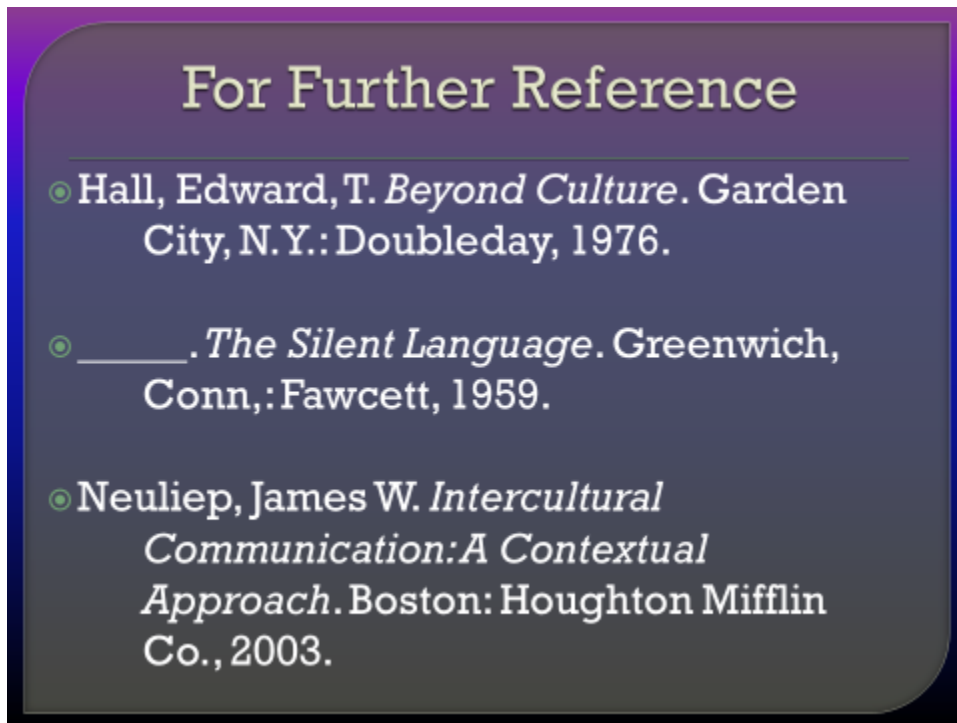 For Further Reference
Hall, Edward, T. Beyond Culture. Garden
City, N.Y.: Doubleday, 1976.
_____. The Silent Language. Greenwich,
Conn,: Fawcett, 1959.
Neuliep, James W. Intercultural
Communication: A Contextual
Approach. Boston: Houghton Mifflin
Co., 2003.